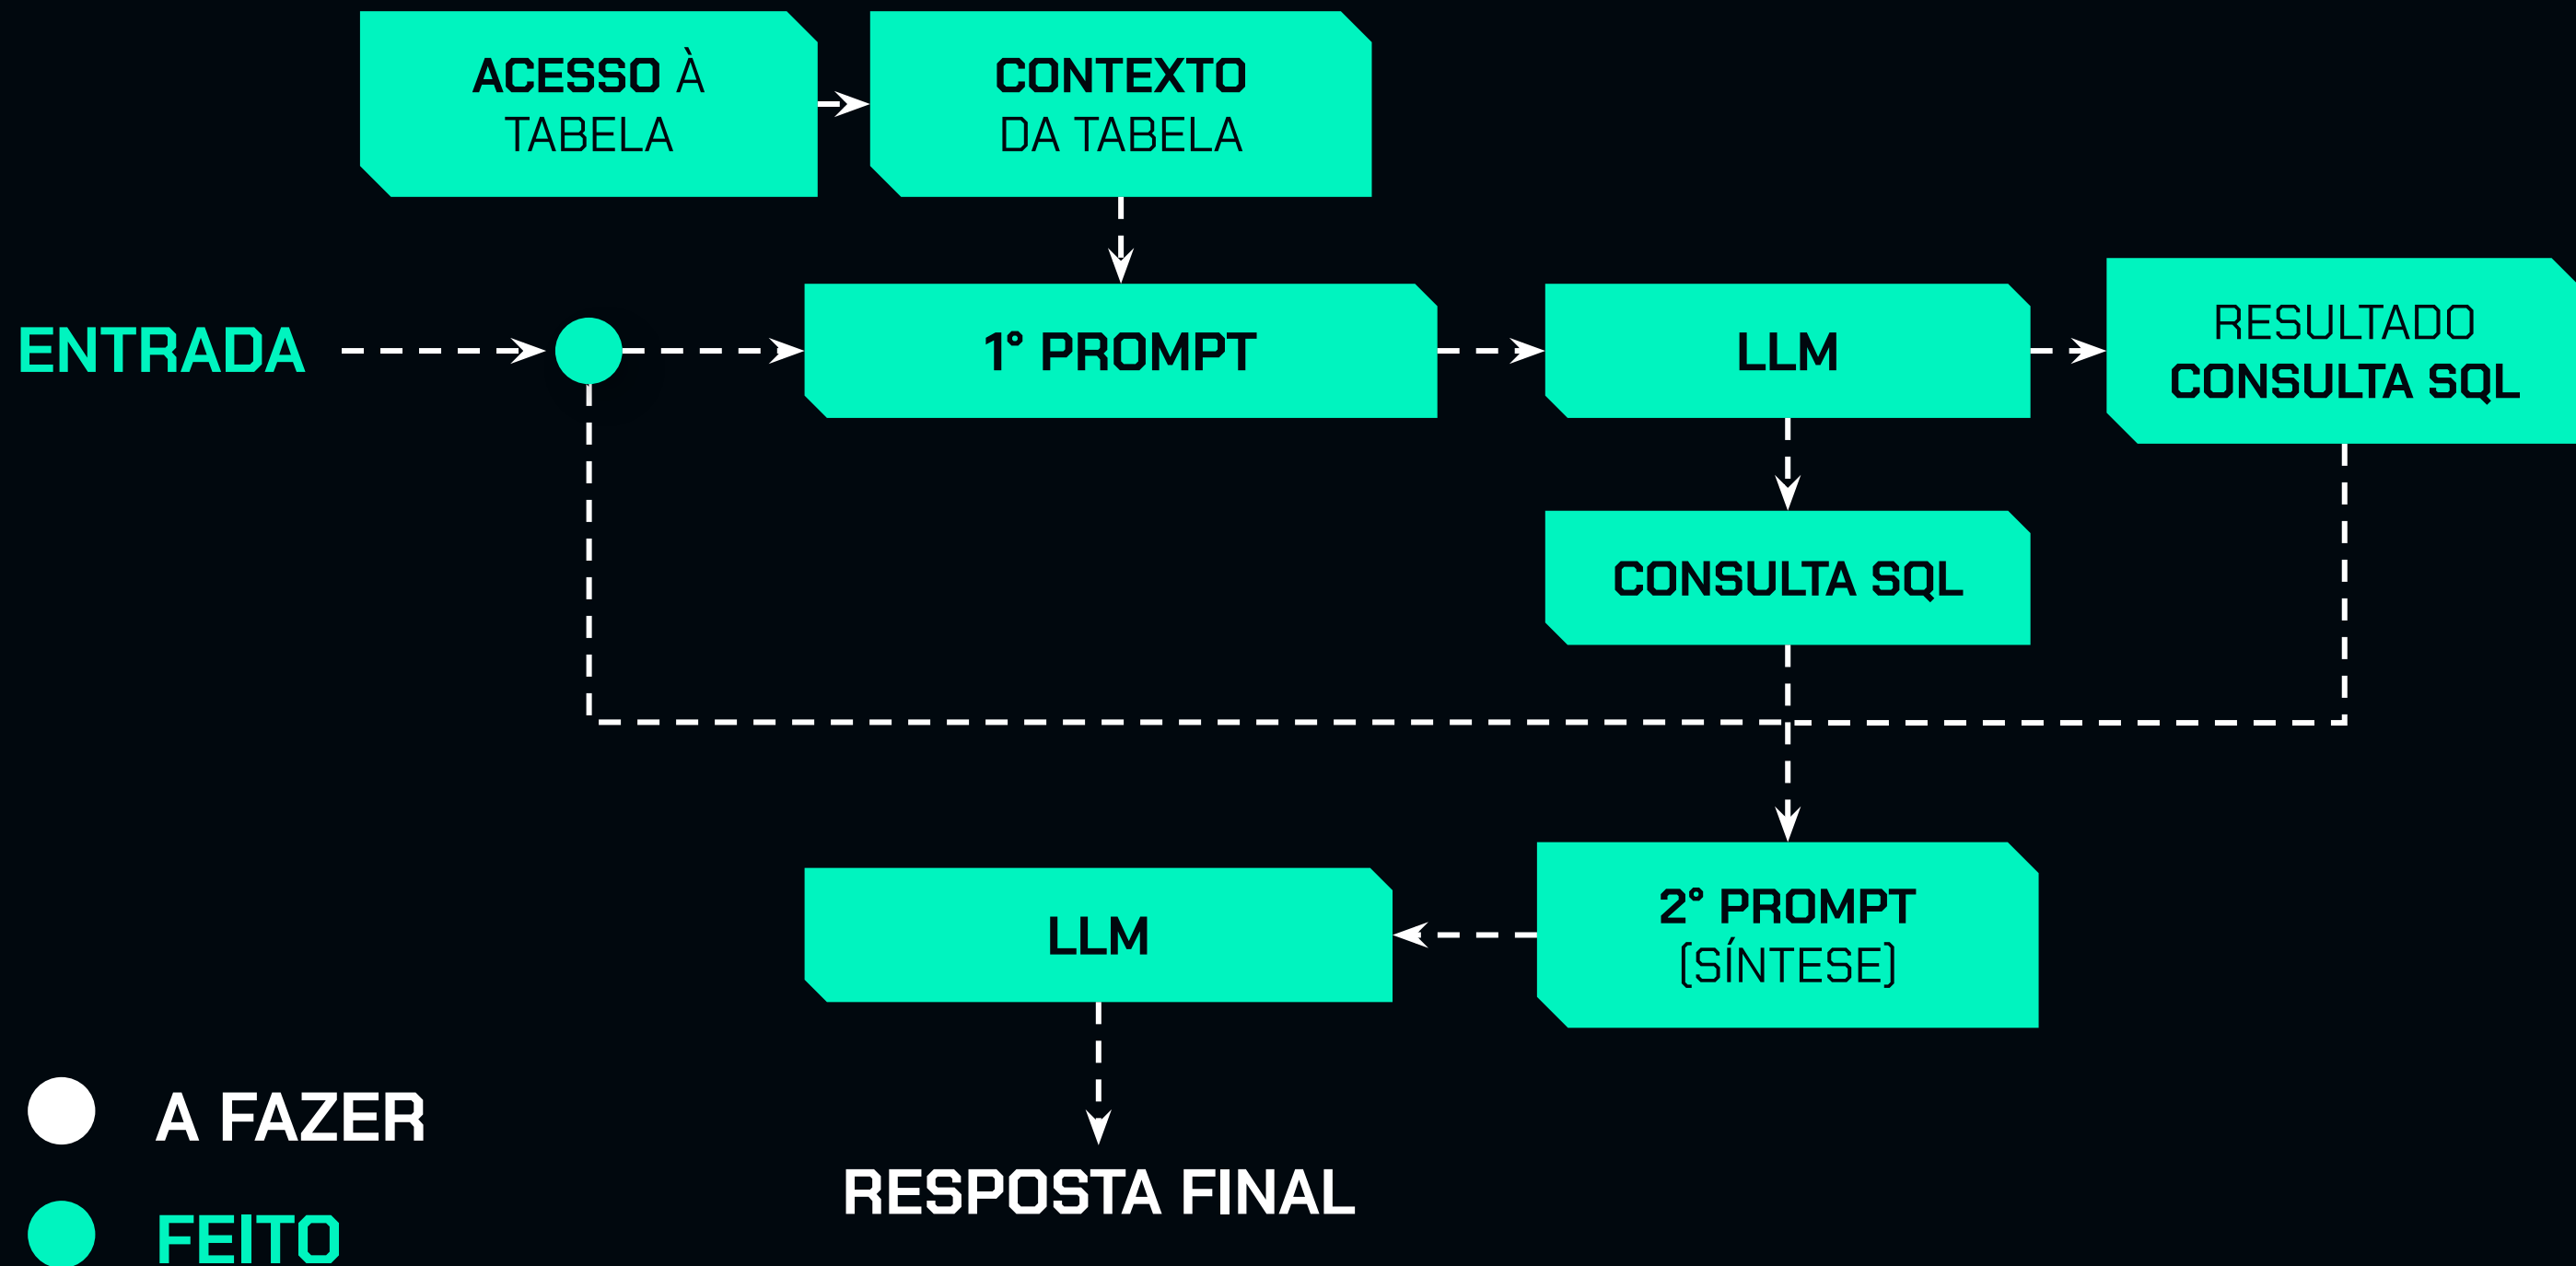 ACESSO À
TABELA
CONTEXTO
DA TABELA
ENTRADA
1° PROMPT
LLM
RESULTADO
CONSULTA SQL
CONSULTA SQL
LLM
2° PROMPT
(SÍNTESE)
RESPOSTA FINAL
A FAZER
FEITO